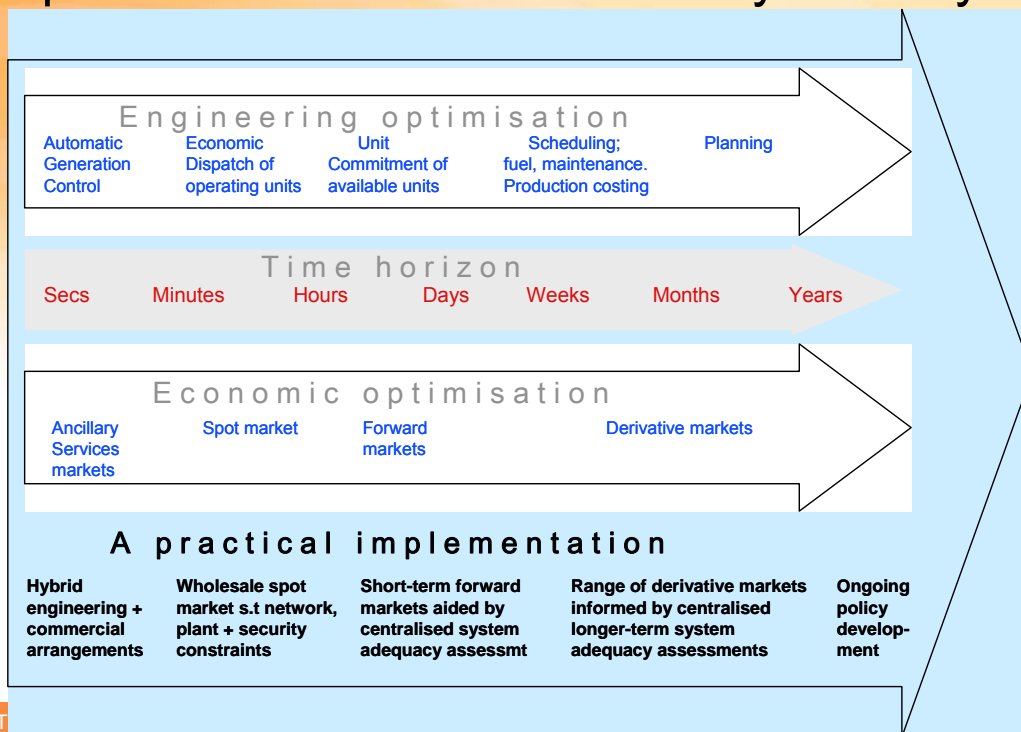 Engineering optimisation
Automatic
Generation
Control
Economic
Dispatch of
operating units
Unit
Commitment of
available units
Scheduling;
fuel, maintenance.
Production costing
Planning
Time horizon
Secs Minutes Hours Days Weeks Months Years
Economic optimisation
Ancillary
Services
markets
Spot market
Forward
markets
Derivative markets
A practical implementation
Hybrid
engineering +
commercial
arrangements
Wholesale spot
market s.t network,
plant + security
constraints
Short-term forward
markets aided by
centralised system
adequacy assessmt
Range of derivative markets
informed by centralised
longer-term system
adequacy assessments
Ongoing
policy
develop-
ment